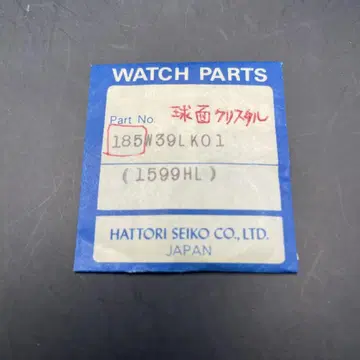 WATCH PARTS
Part No. 球面クリスタル
185W39LK01
(1599HL)
HATTORI SEIKO CO., LTD.
JAPAN